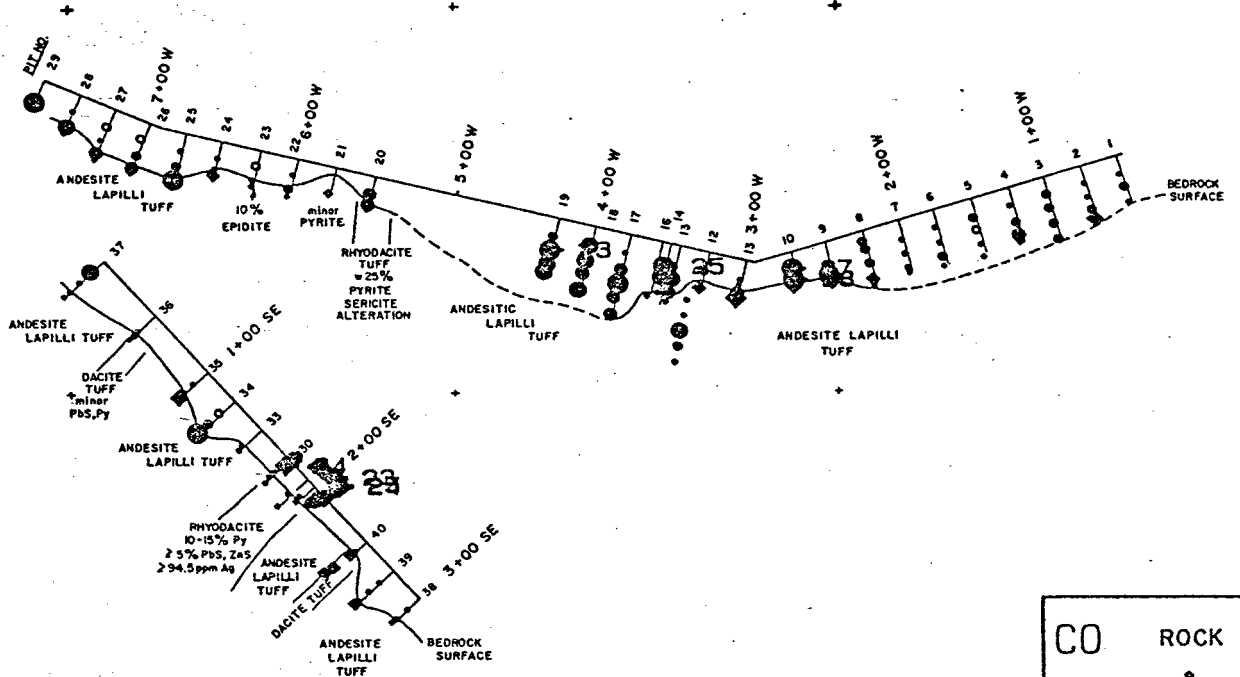 PIT NO.
29
28
27
7+00 W
26
25
24
23
22
6+00 W
21
20
5+00 W
19
4+00 W
18
17
16
14
13
12
13
3+00 W
10
9
8
2+00 W
7
6
5
4
1+00 W
3
2
1
BEDROCK
SURFACE
ANDESITE
LAPILLI
TUFF
10%
EPIDITE
minor
PYRITE
RHYODACITE
TUFF
w 25%
PYRITE
SERICITE
ALTERATION
ANDESITIC
LAPILLI
TUFF
3
5
7
ANDESITE LAPILLI
TUFF
37
36
1+00 SE
35
34
33
30
2+00 SE
40
39
38
3+00 SE
ANDESITE
LAPILLI TUFF
DACITE
TUFF
+ minor
PbS, Py
ANDESITE
LAPILLI TUFF
RHYODACITE
10-15% Py
≥ 5% PbS, ZnS
≥ 94.5 ppm Ag
ANDESITE
LAPILLI
TUFF
DACITE TUFF
ANDESITE
LAPILLI
TUFF
BEDROCK
SURFACE
CO ROCK